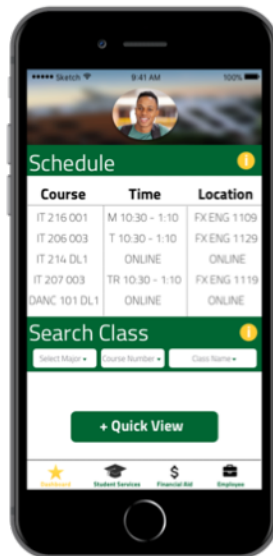 Sketch 9:41 AM 100%
Schedule i
Course Time Location
IT 216 001 M 10:30 - 1:10 FX ENG 1109
IT 206 003 T 10:30 - 1:10 FX ENG 1129
IT 214 DL1 ONLINE ONLINE
IT 207 003 TR 10:30 - 1:10 FX ENG 1119
DANC 101 DL1 ONLINE ONLINE
Search Class i
Select Major Course Number Class Name
+ Quick View
Dashboard Student Services Financial Aid Employee